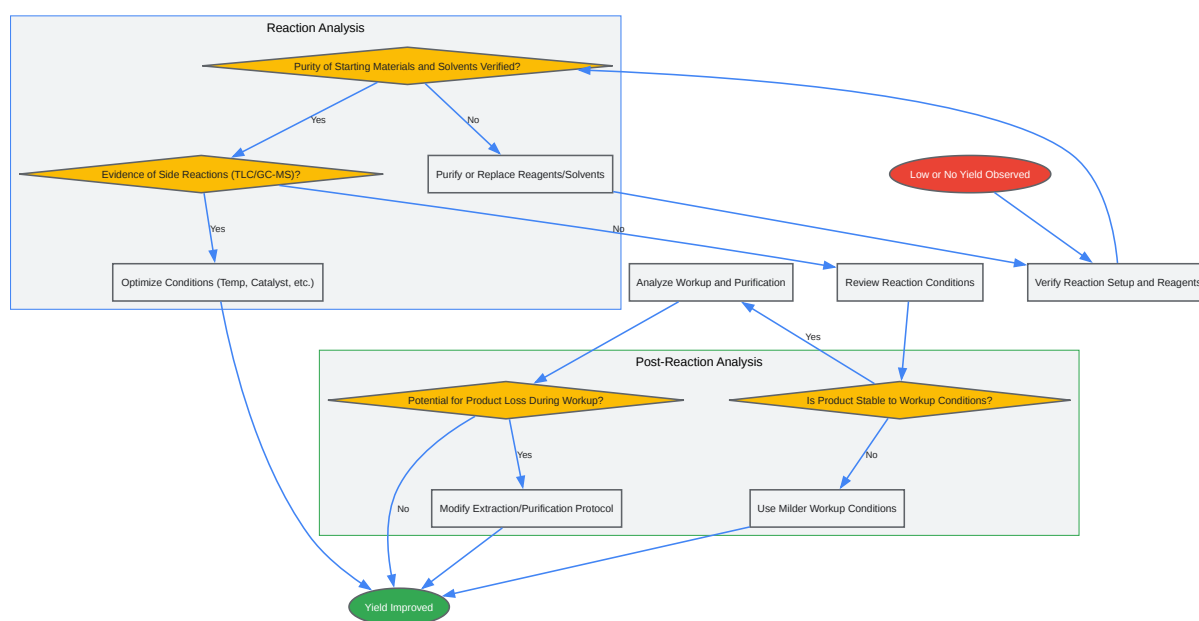 Reaction Analysis
Purity of Starting Materials and Solvents Verified?
Yes
No
Evidence of Side Reactions (TLC/GC-MS)?
Purify or Replace Reagents/Solvents
Low or No Yield Observed
Yes
No
Optimize Conditions (Temp, Catalyst, etc.)
Analyze Workup and Purification
Review Reaction Conditions
Verify Reaction Setup and Reagents
Yes
Post-Reaction Analysis
Potential for Product Loss During Workup?
Is Product Stable to Workup Conditions?
Yes
No
No
Modify Extraction/Purification Protocol
Use Milder Workup Conditions
Yield Improved